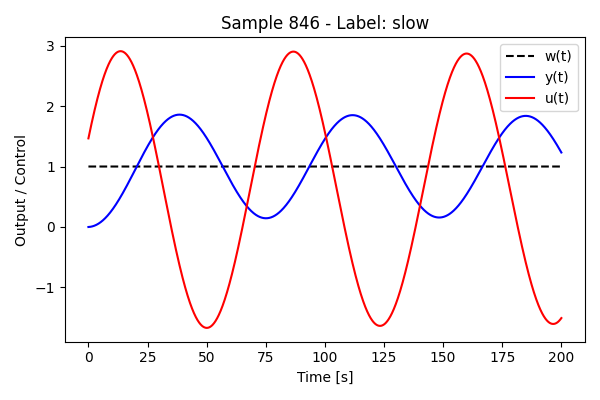 Sample 846 - Label: slow
w(t)
y(t)
u(t)
Output / Control
3
2
1
0
−1
0
25
50
75
100
125
150
175
200
Time [s]